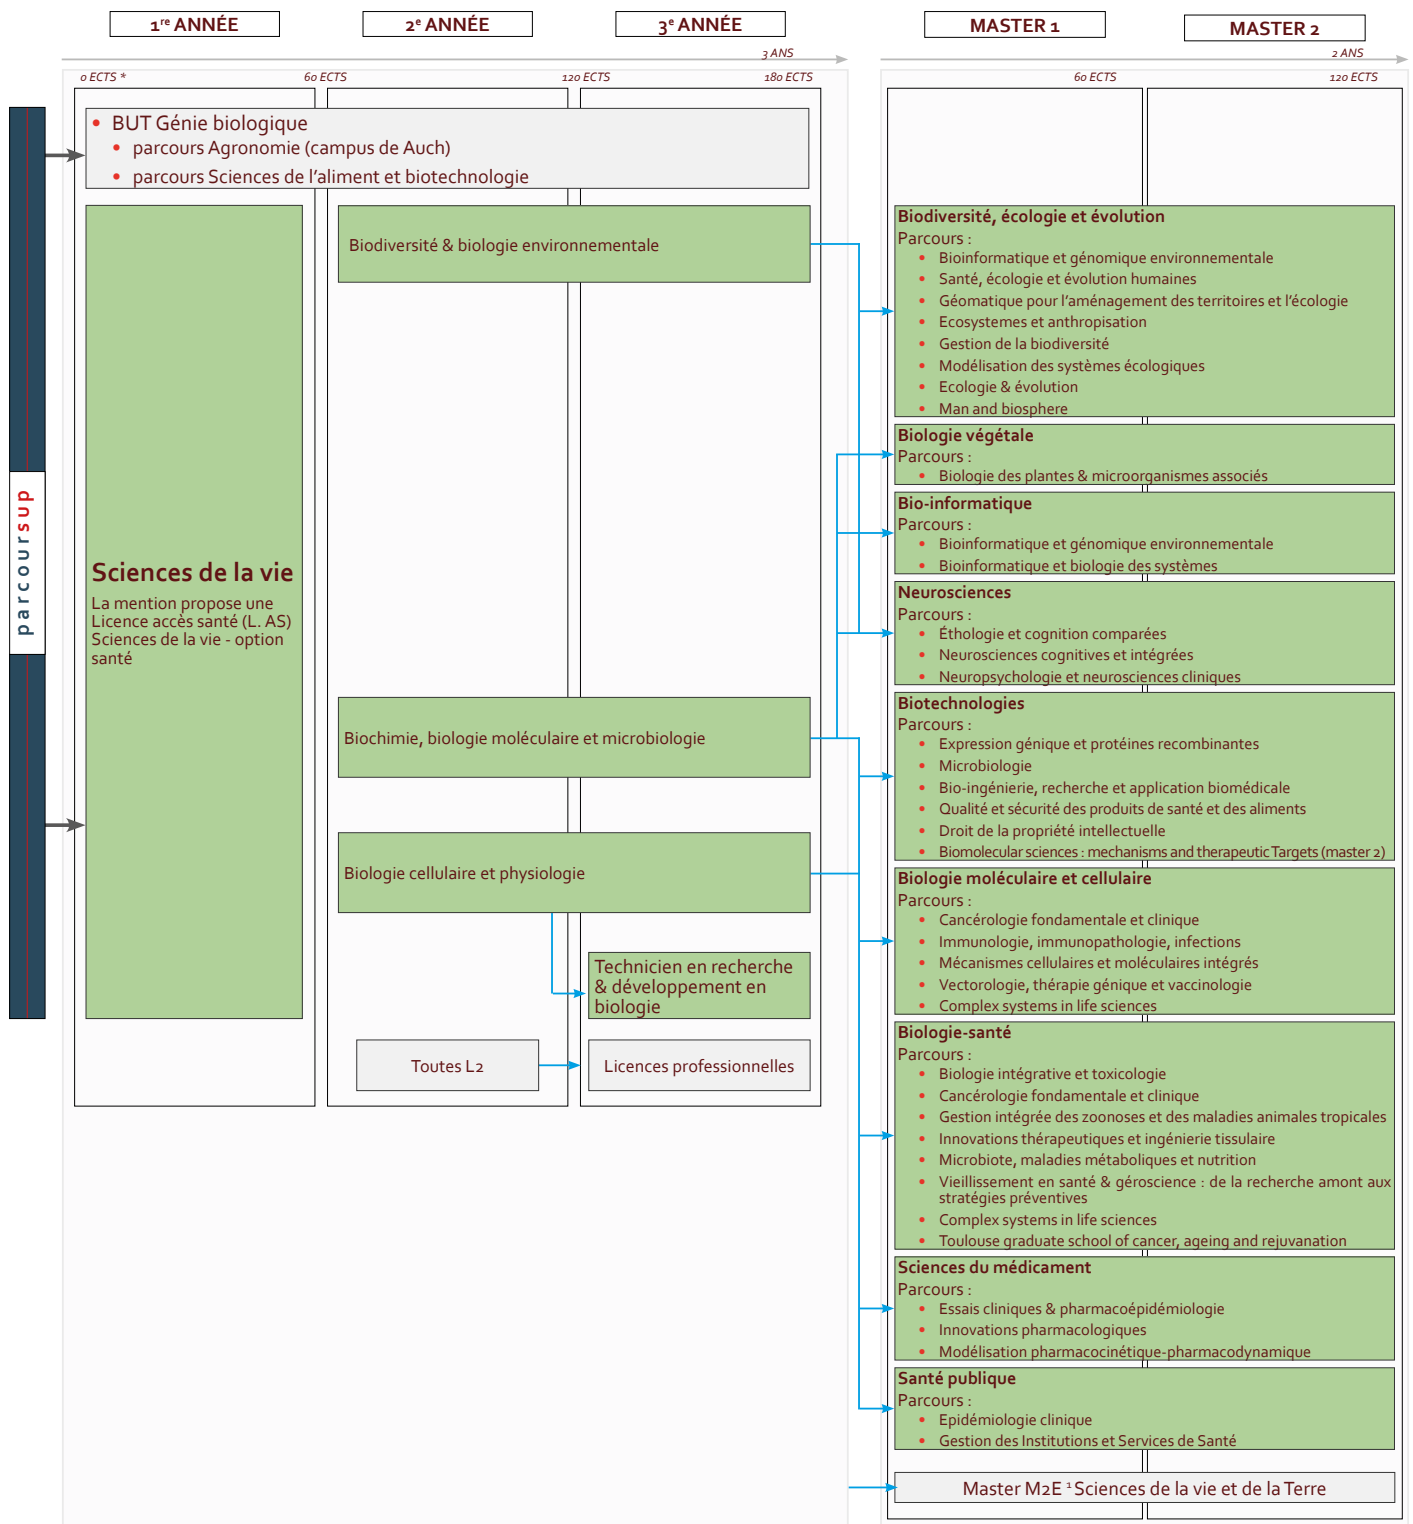 1re ANNÉE
2e ANNÉE
3e ANNÉE
MASTER 1
MASTER 2
3 ANS
2 ANS
0 ECTS *
60 ECTS
120 ECTS
180 ECTS
60 ECTS
120 ECTS
parcoursup
• BUT Génie biologique
• parcours Agronomie (campus de Auch)
• parcours Sciences de l'aliment et biotechnologie
Sciences de la vie
La mention propose une
Licence accès santé (L. AS)
Sciences de la vie - option
santé
Biodiversité & biologie environnementale
Biochimie, biologie moléculaire et microbiologie
Biologie cellulaire et physiologie
Technicien en recherche
& développement en
biologie
Toutes L2
Licences professionnelles
Biodiversité, écologie et évolution
Parcours :
• Bioinformatique et génomique environnementale
• Santé, écologie et évolution humaines
• Géomatique pour l'aménagement des territoires et l'écologie
• Ecosystemes et anthropisation
• Gestion de la biodiversité
• Modélisation des systèmes écologiques
• Ecologie & évolution
• Man and biosphere
Biologie végétale
Parcours :
• Biologie des plantes & microorganismes associés
Bio-informatique
Parcours :
• Bioinformatique et génomique environnementale
• Bioinformatique et biologie des systèmes
Neurosciences
Parcours :
• Éthologie et cognition comparées
• Neurosciences cognitives et intégrées
• Neuropsychologie et neurosciences cliniques
Biotechnologies
Parcours :
• Expression génique et protéines recombinantes
• Microbiologie
• Bio-ingénierie, recherche et application biomédicale
• Qualité et sécurité des produits de santé et des aliments
• Droit de la propriété intellectuelle
• Biomolecular sciences : mechanisms and therapeutic Targets (master 2)
Biologie moléculaire et cellulaire
Parcours :
• Cancérologie fondamentale et clinique
• Immunologie, immunopathologie, infections
• Mécanismes cellulaires et moléculaires intégrés
• Vectorologie, thérapie génique et vaccinologie
• Complex systems in life sciences
Biologie-santé
Parcours :
• Biologie intégrative et toxicologie
• Cancérologie fondamentale et clinique
• Gestion intégrée des zoonoses et des maladies animales tropicales
• Innovations thérapeutiques et ingénierie tissulaire
• Microbiote, maladies métaboliques et nutrition
• Vieillissement en santé & géroscience : de la recherche amont aux
stratégies préventives
• Complex systems in life sciences
• Toulouse graduate school of cancer, ageing and rejuvanation
Sciences du médicament
Parcours :
• Essais cliniques & pharmacoépidémiologie
• Innovations pharmacologiques
• Modélisation pharmacocinétique-pharmacodynamique
Santé publique
Parcours :
• Epidémiologie clinique
• Gestion des Institutions et Services de Santé
Master M2E ¹ Sciences de la vie et de la Terre